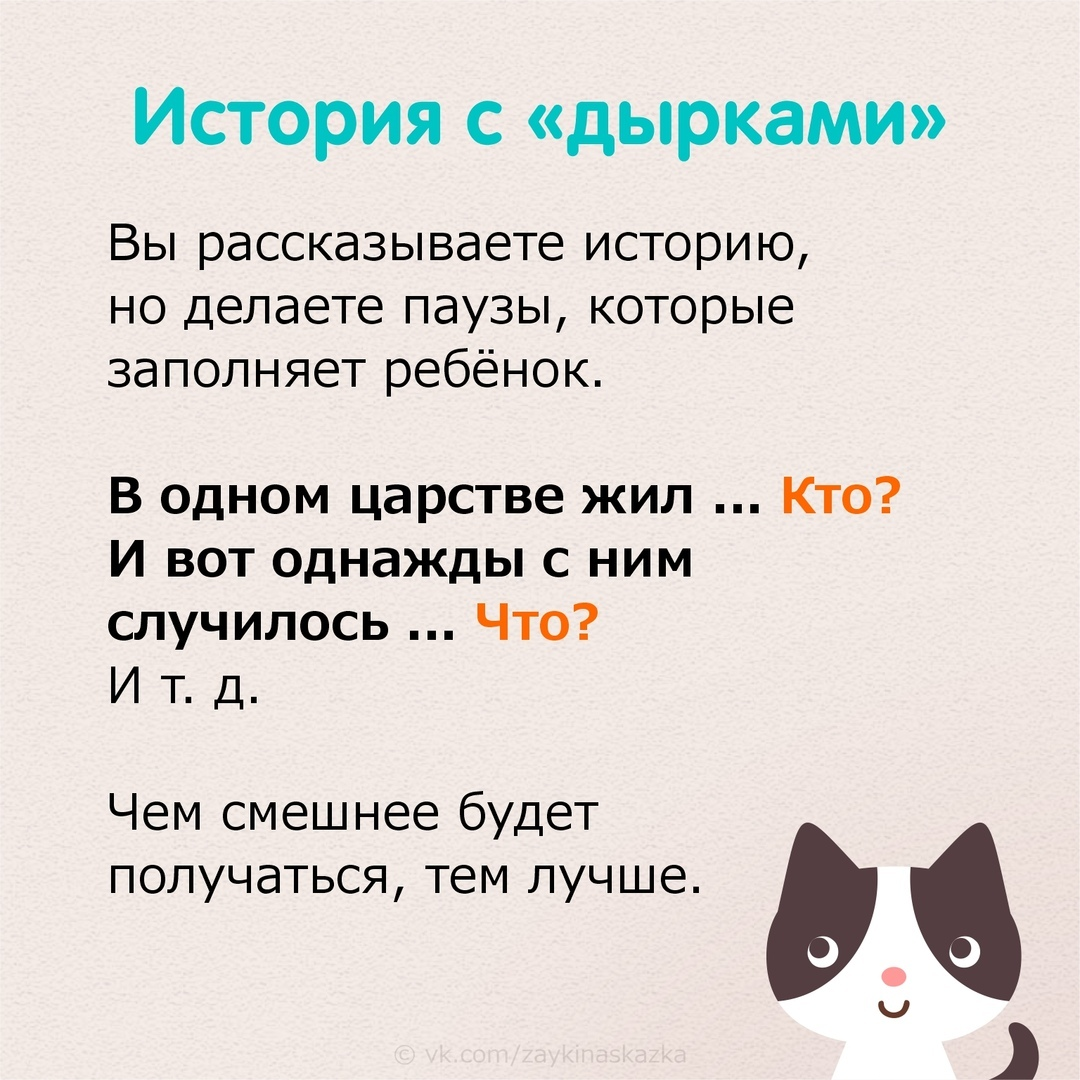 История с «дырками»
Вы рассказываете историю,
но делаете паузы, которые
заполняет ребёнок.
В одном царстве жил ... Кто?
И вот однажды с ним
случилось ... Что?
И т. д.
Чем смешнее будет
получаться, тем лучше.
© vk.com/zaykinaskazka